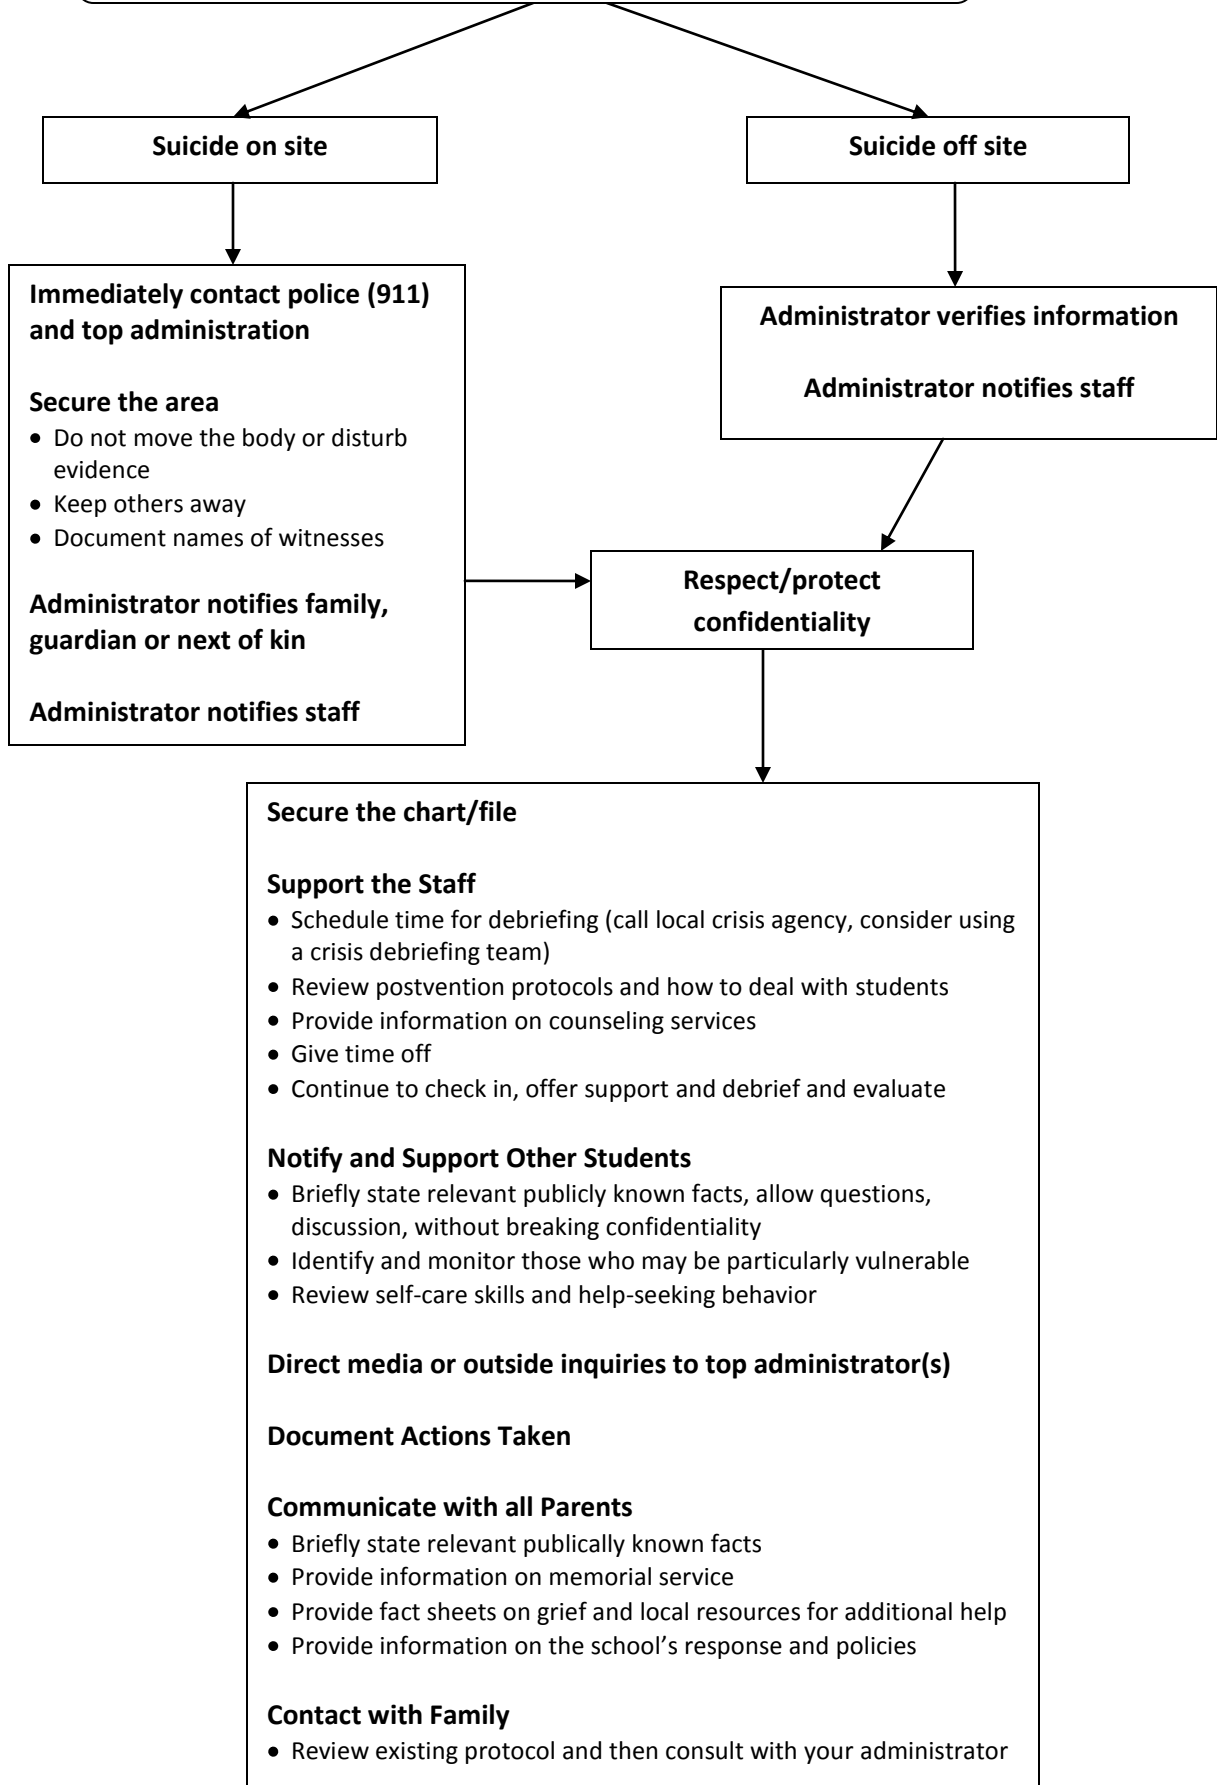 Suicide on site
Suicide off site
Immediately contact police (911)
and top administration
Secure the area
• Do not move the body or disturb
evidence
• Keep others away
• Document names of witnesses
Administrator notifies family,
guardian or next of kin
Administrator notifies staff
Administrator verifies information
Administrator notifies staff
Respect/protect
confidentiality
Secure the chart/file
Support the Staff
• Schedule time for debriefing (call local crisis agency, consider using
a crisis debriefing team)
• Review postvention protocols and how to deal with students
• Provide information on counseling services
• Give time off
• Continue to check in, offer support and debrief and evaluate
Notify and Support Other Students
• Briefly state relevant publicly known facts, allow questions,
discussion, without breaking confidentiality
• Identify and monitor those who may be particularly vulnerable
• Review self-care skills and help-seeking behavior
Direct media or outside inquiries to top administrator(s)
Document Actions Taken
Communicate with all Parents
• Briefly state relevant publically known facts
• Provide information on memorial service
• Provide fact sheets on grief and local resources for additional help
• Provide information on the school’s response and policies
Contact with Family
• Review existing protocol and then consult with your administrator